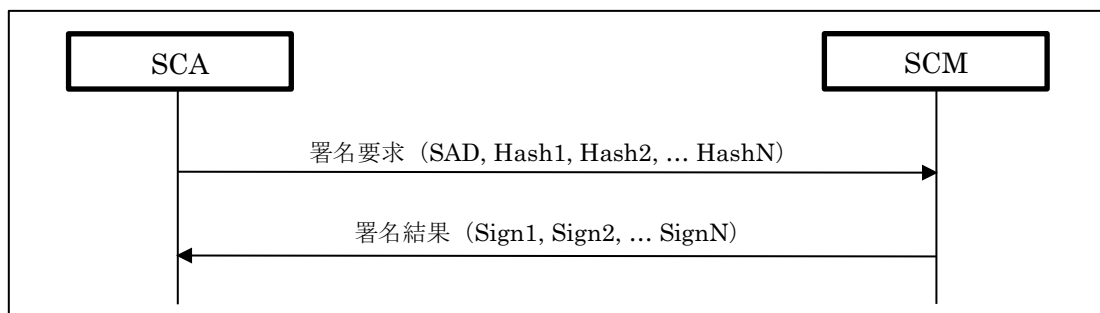 SCA
SCM
署名要求（SAD, Hash1, Hash2, … HashN）
署名結果（Sign1, Sign2, … SignN）